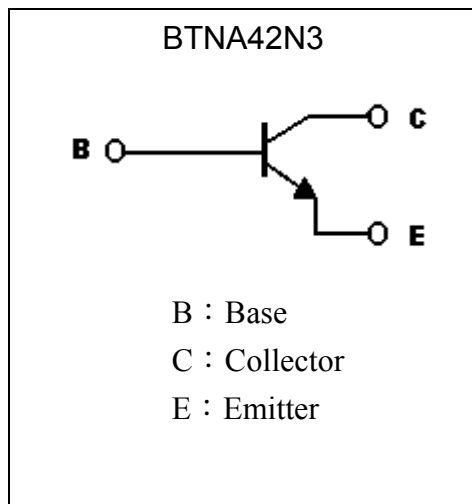 BTNA42N3
C
B
E
B：Base
C：Collector
E：Emitter